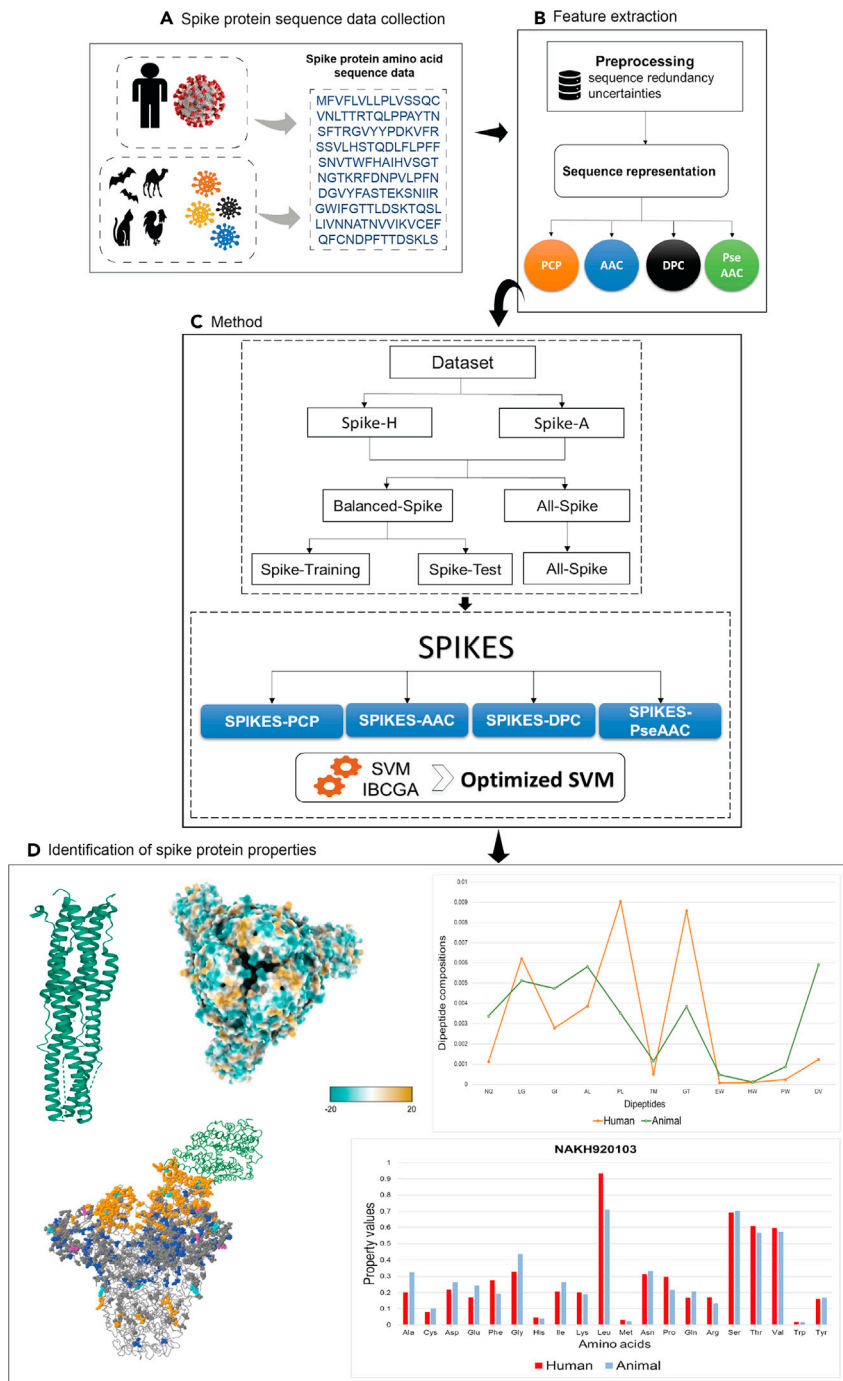 A Spike protein sequence data collection
Spike protein amino acid
sequence data
MFVFLVLLPLVSSQC
VNLTTRTQLPPAYTN
SFTRGVYYPDKVFR
SSVLHSTQDLFLPFF
SNVTWFHAIHVSGT
NGTKRFDNPVLPFN
DGVYFASTEKSNIIR
GWIFGTTLDSKTQSL
LIVNNATNVVIKVCEF
QFCNDPFTTDSKLS
B Feature extraction
Preprocessing
sequence redundancy
uncertainties
Sequence representation
PCP
AAC
DPC
Pse
AAC
C Method
Dataset
Spike-H
Spike-A
Balanced-Spike
All-Spike
Spike-Training
Spike-Test
All-Spike
SPIKES
SPIKES-PCP
SPIKES-AAC
SPIKES-DPC
SPIKES-
PseAAC
SVM
IBCGA
Optimized SVM
D Identification of spike protein properties
-20
20
Dipeptide compositions
0.01
0.009
0.008
0.007
0.006
0.005
0.004
0.003
0.002
0.001
0
NQ LG GI AL PL TM GT EW HW PW DV
Dipeptides
Human Animal
NAKH920103
Property values
1
0.9
0.8
0.7
0.6
0.5
0.4
0.3
0.2
0.1
0
Ala Cys Asp Glu Phe Gly His Ile Lys Leu Met Asn Pro Gln Arg Ser Thr Val Trp Tyr
Amino acids
Human Animal